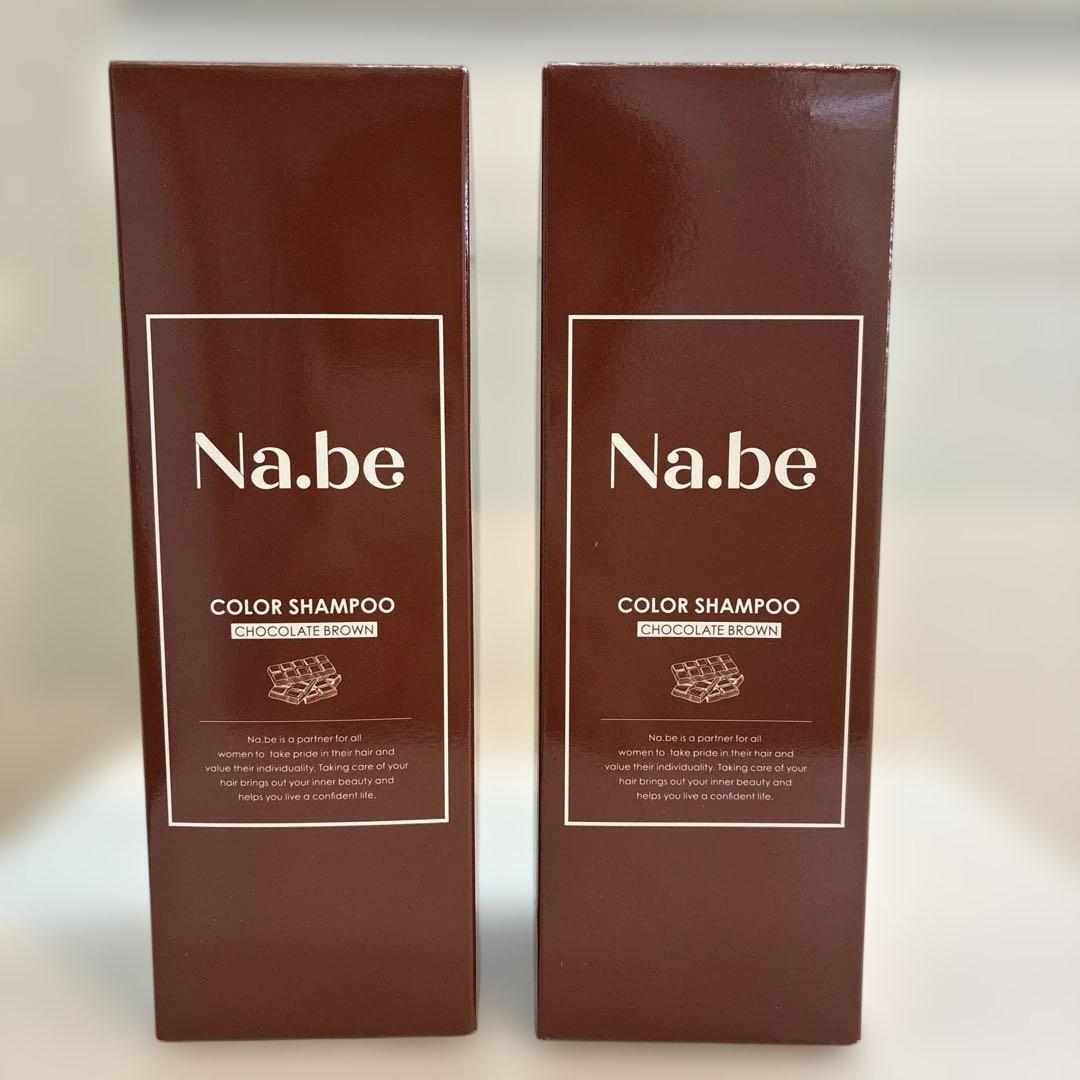 Na.be
COLOR SHAMPOO
CHOCOLATE BROWN
Na.be is a partner for all
women to take pride in their hair and
value their individuality. Taking care of your
hair brings out your inner beauty and
helps you live a confident life.
Na.be
COLOR SHAMPOO
CHOCOLATE BROWN
Na.be is a partner for all
women to take pride in their hair and
value their individuality. Taking care of your
hair brings out your inner beauty and
helps you live a confident life.